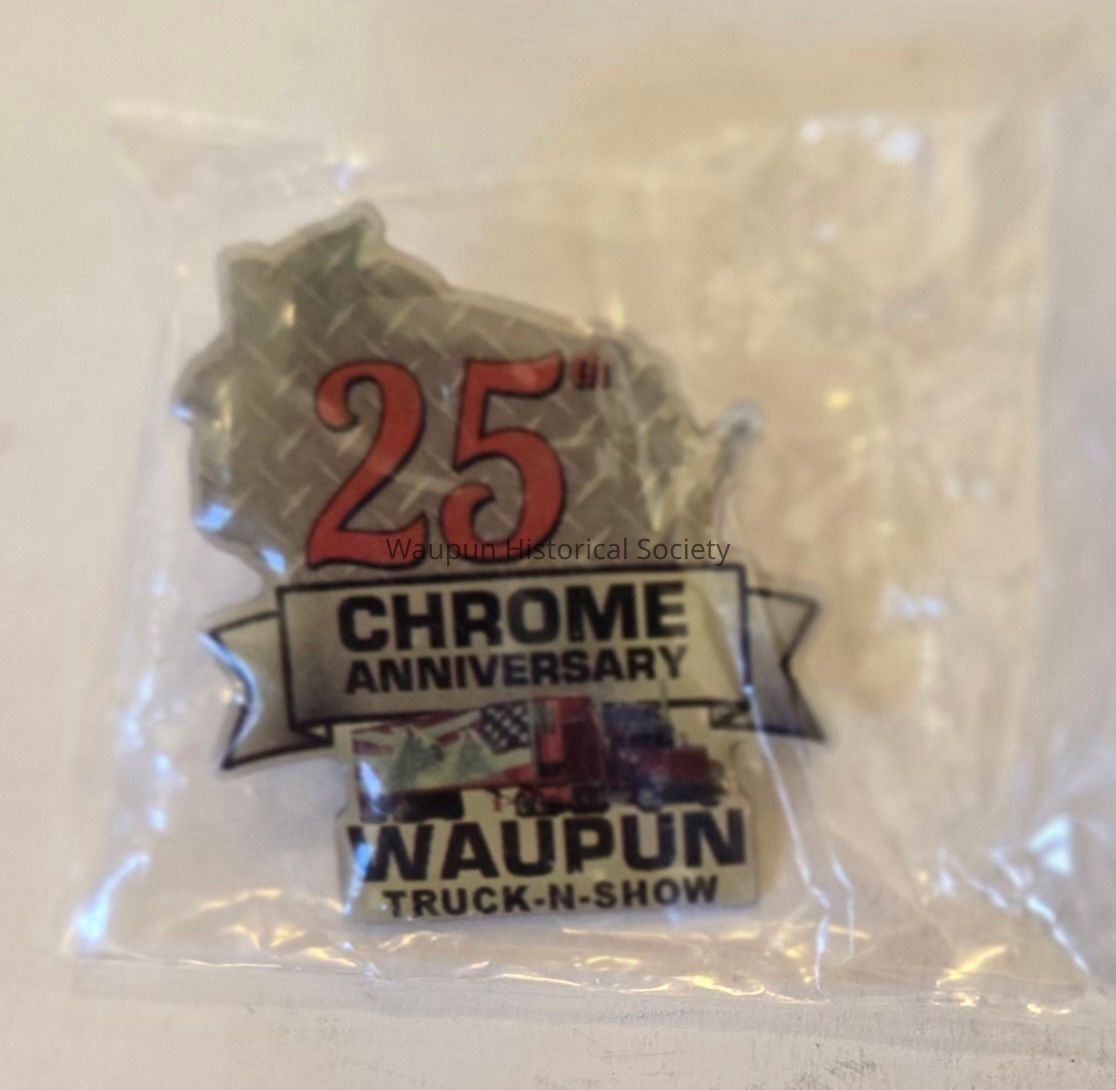 25th
Waupun Historical Society
CHROME
ANNIVERSARY
WAUPUN
TRUCK-N-SHOW